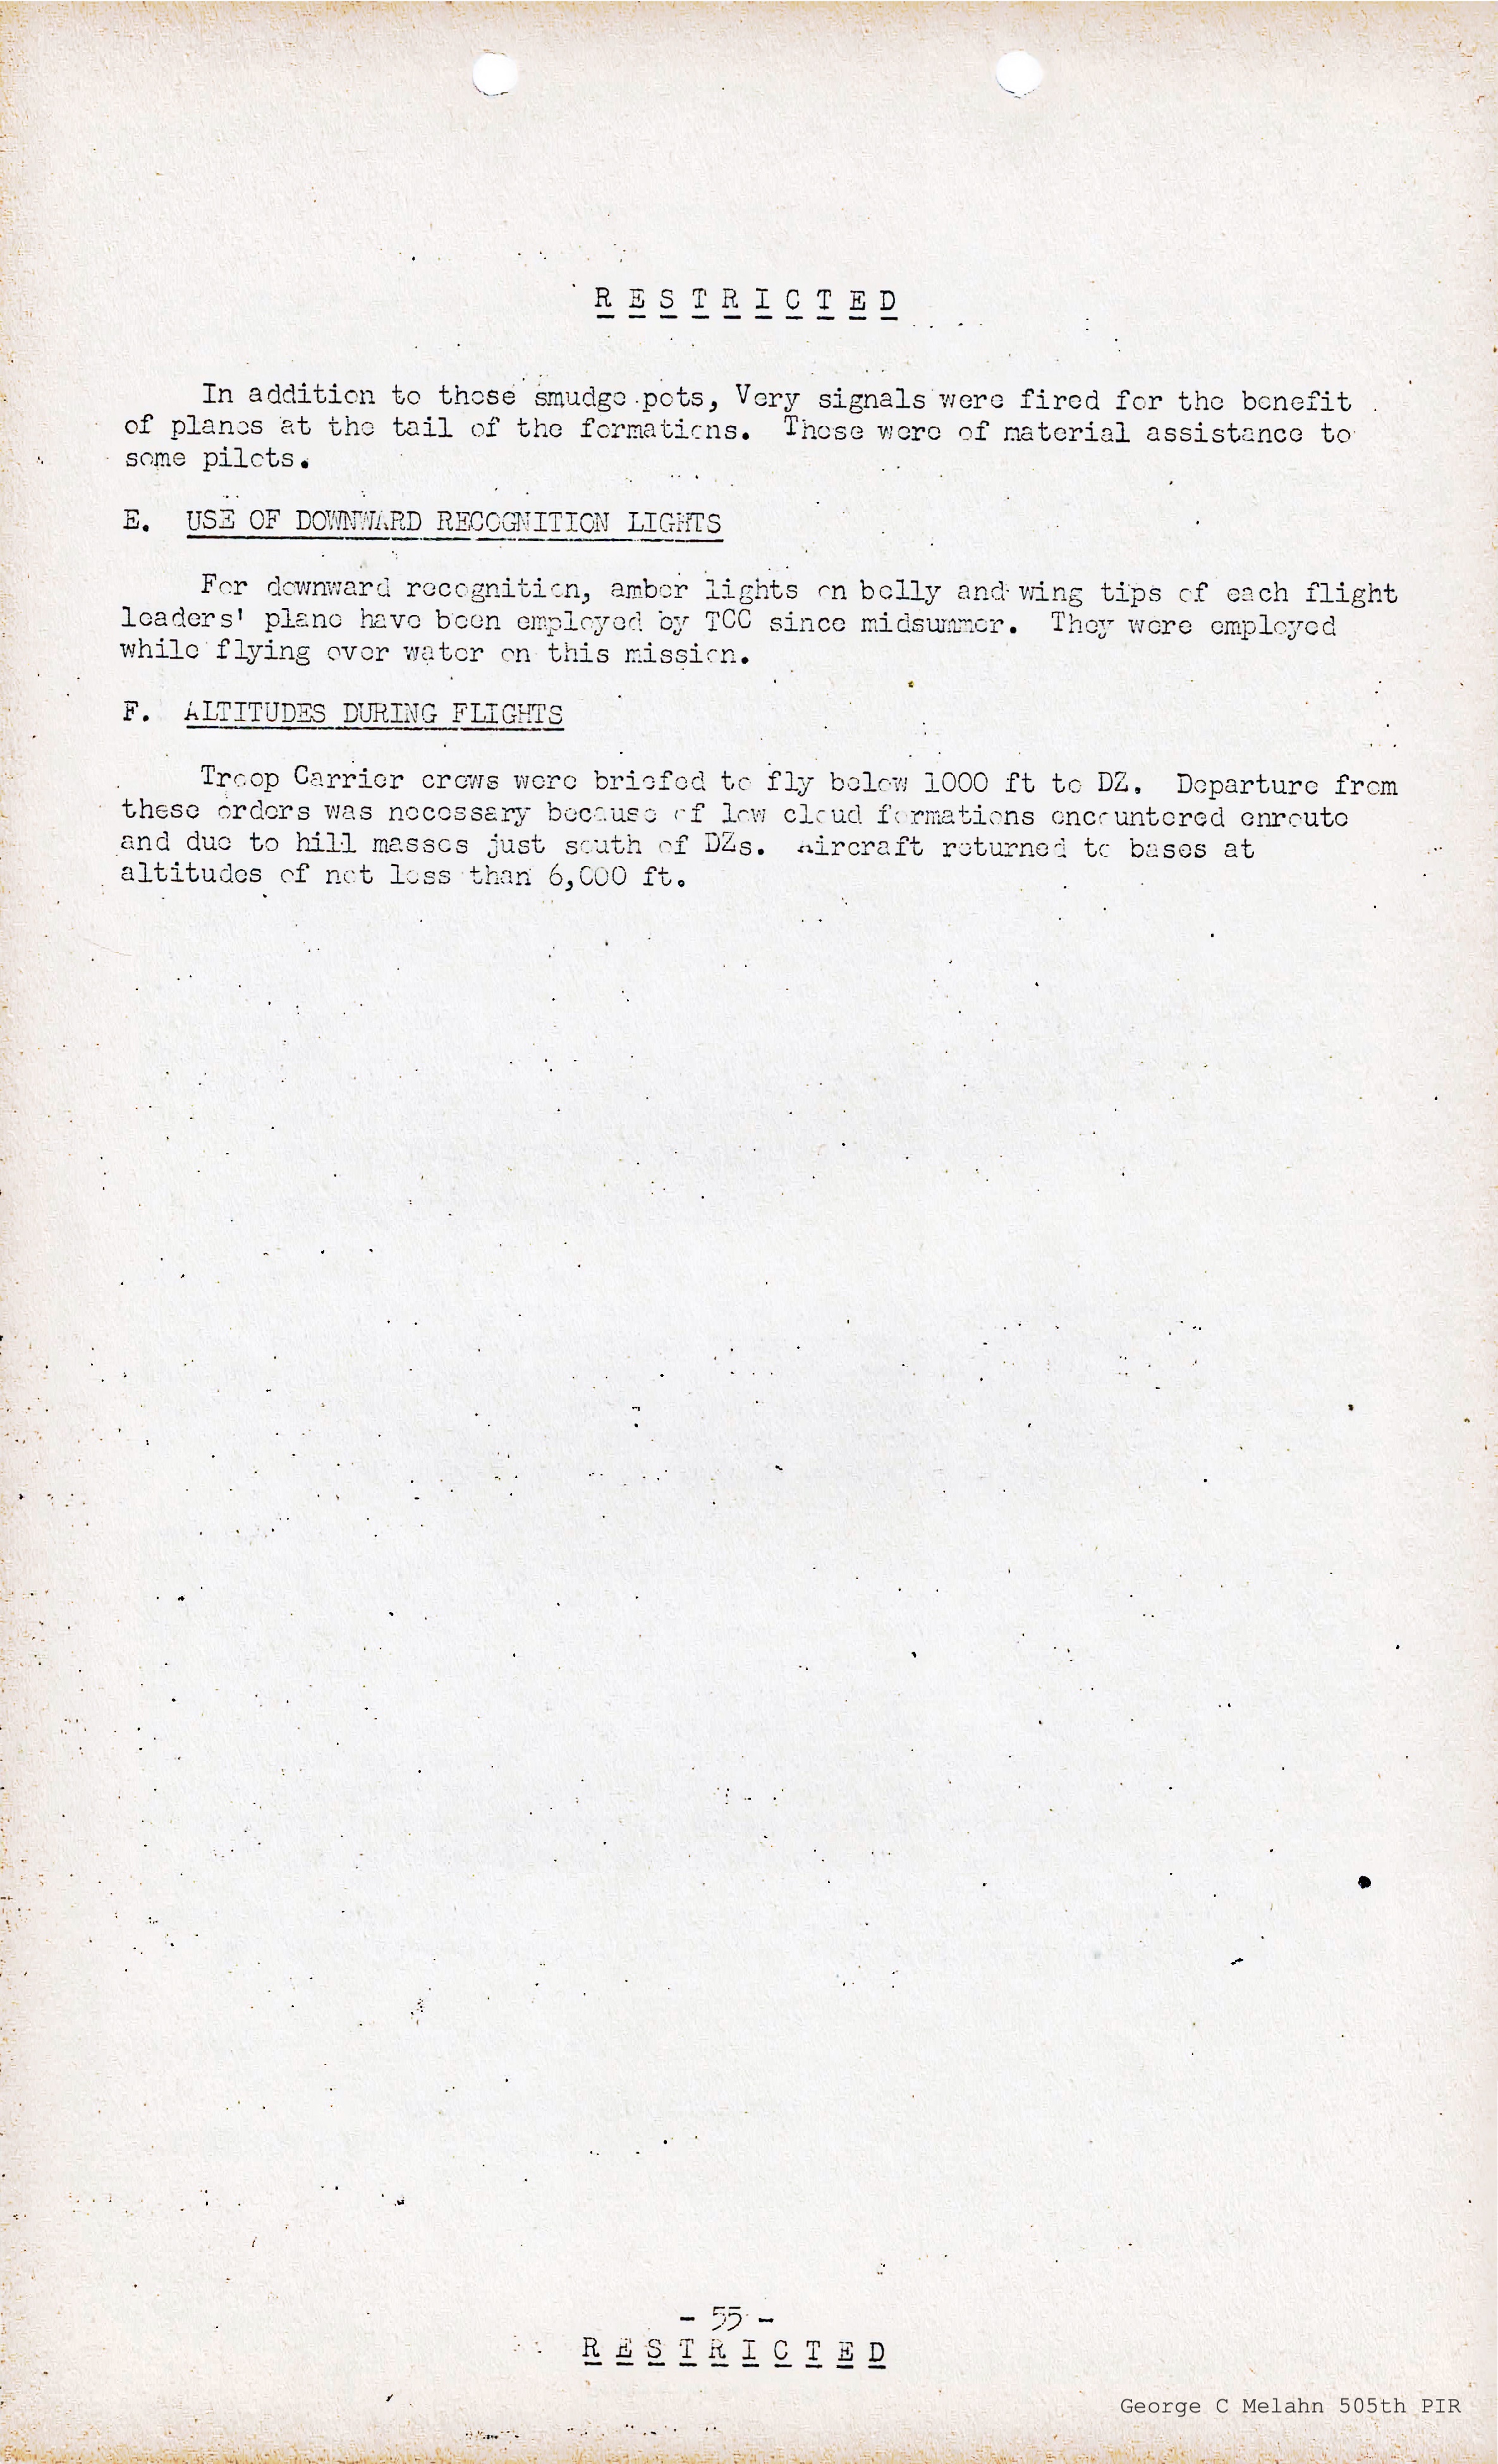 R E S T R I C T E D
In addition to these smudge pots, Very signals were fired for the benefit
of planes at the tail of the formations. These were of material assistance to
some pilots.
E. USE OF DOWNWARD RECOGNITION LIGHTS
For downward recognition, amber lights on belly and wing tips of each flight
leaders' plane have been employed by TCC since midsummer. They were employed
while flying over water on this mission.
F. ALTITUDES DURING FLIGHTS
Troop Carrier crews were briefed to fly below 1000 ft to DZ. Departure from
these orders was necessary because of low cloud formations encountered enroute
and due to hill masses just south of DZs. Aircraft returned to bases at
altitudes of not less than 6,000 ft.
- 55 -
R E S T R I C T E D
George C Melahn 505th PIR